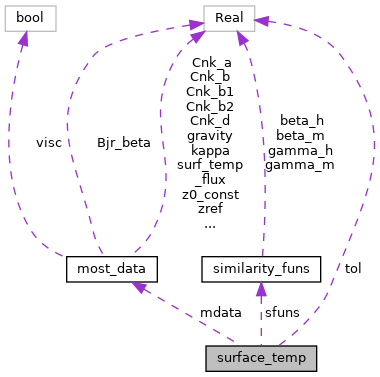 bool
Real
Cnk_a
Cnk_b
Cnk_b1
Cnk_b2
Cnk_d
gravity
kappa
surf_temp
_flux
z0_const
zref
...
beta_h
beta_m
gamma_h
gamma_m
visc
Bjr_beta
most_data
similarity_funs
tol
mdata
sfuns
surface_temp